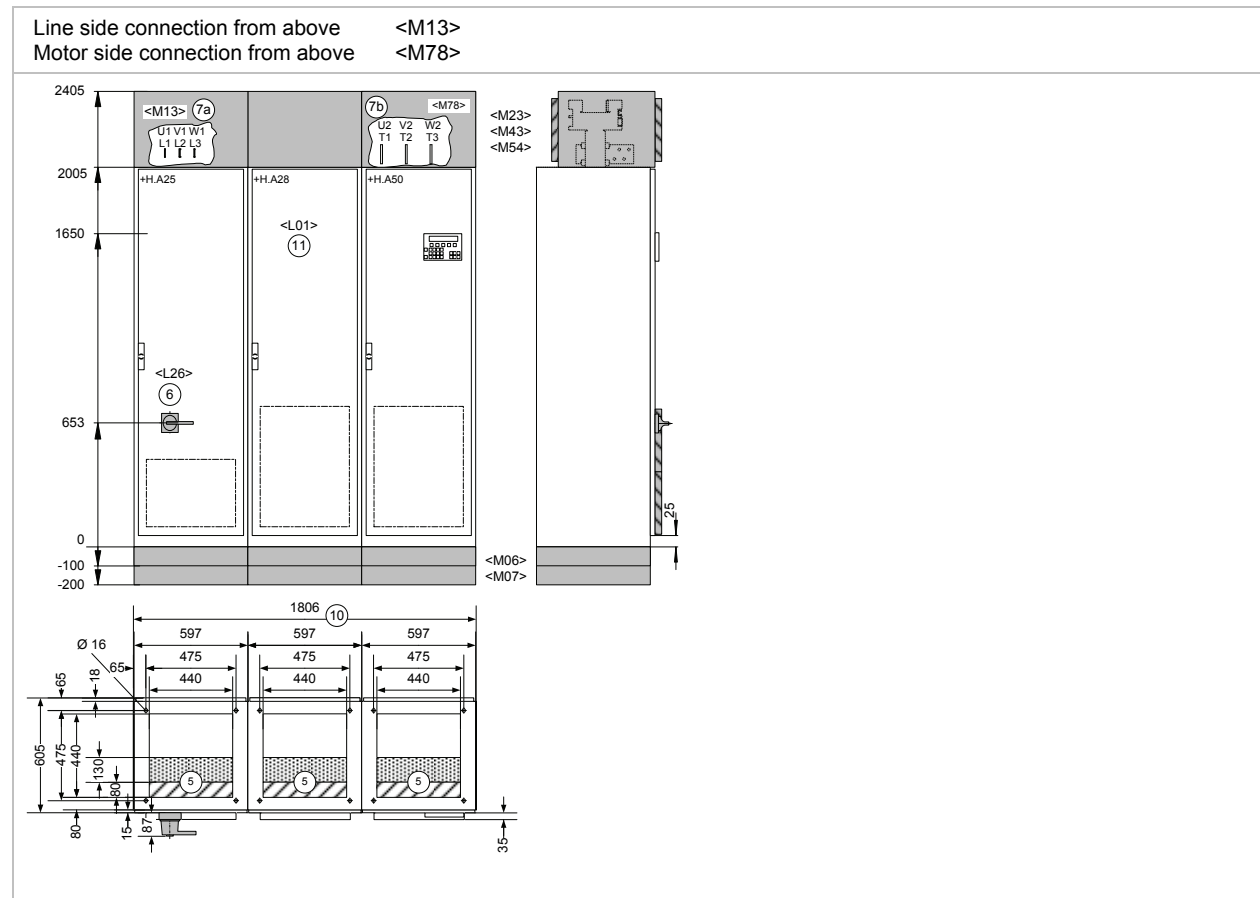 Line side connection from above <M13>
Motor side connection from above <M78>
2405
<M13> 7a
7b <M78>
U1 V1 W1
L1 L2 L3
U2 V2 W2
T1 T2 T3
<M23>
<M43>
<M54>
2005
+H.A25
+H.A28
+H.A50
1650
<L01>
11
<L26>
6
653
25
0
-100
-200
<M06>
<M07>
1806 10
597 597 597
Ø 16
475 475 475
65
440 440 440
65
18
605
475
440
130
80
5 5 5
80
15
87
35